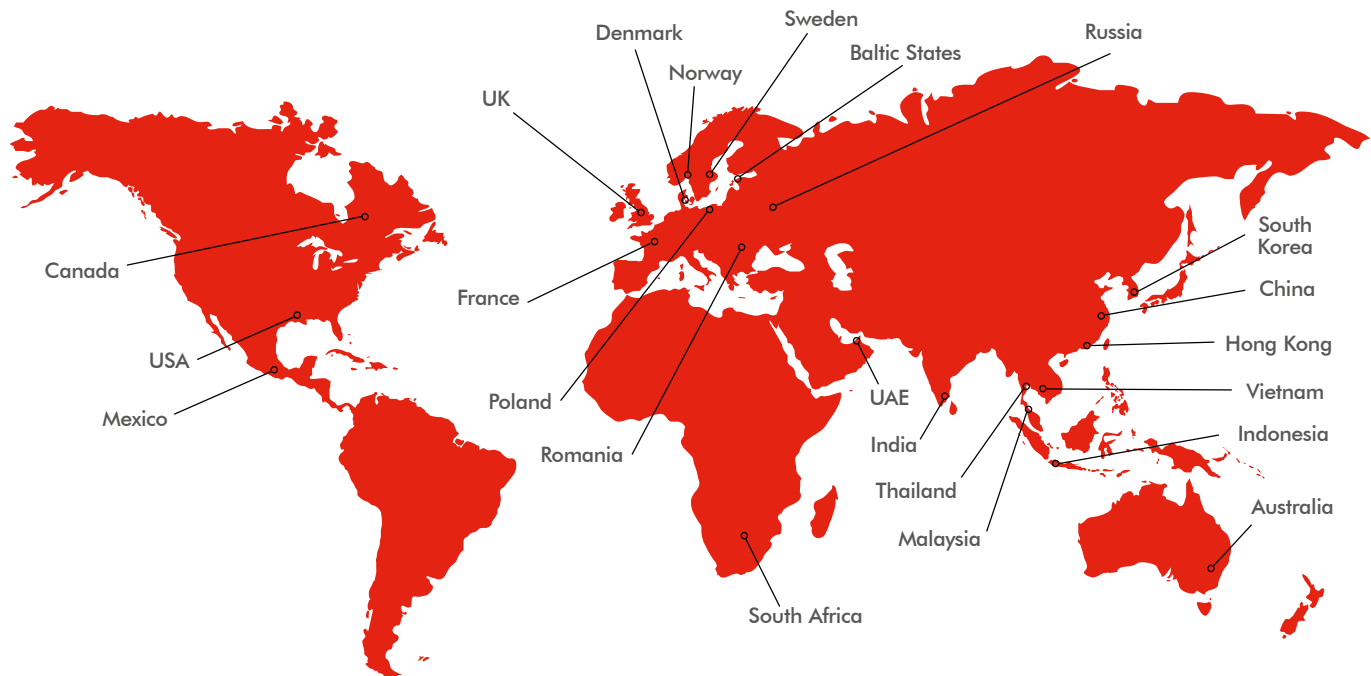 Sweden
Denmark
Russia
Baltic States
Norway
UK
South
Korea
Canada
China
France
Hong Kong
USA
Vietnam
UAE
Poland
Mexico
Indonesia
India
Romania
Thailand
Australia
Malaysia
South Africa